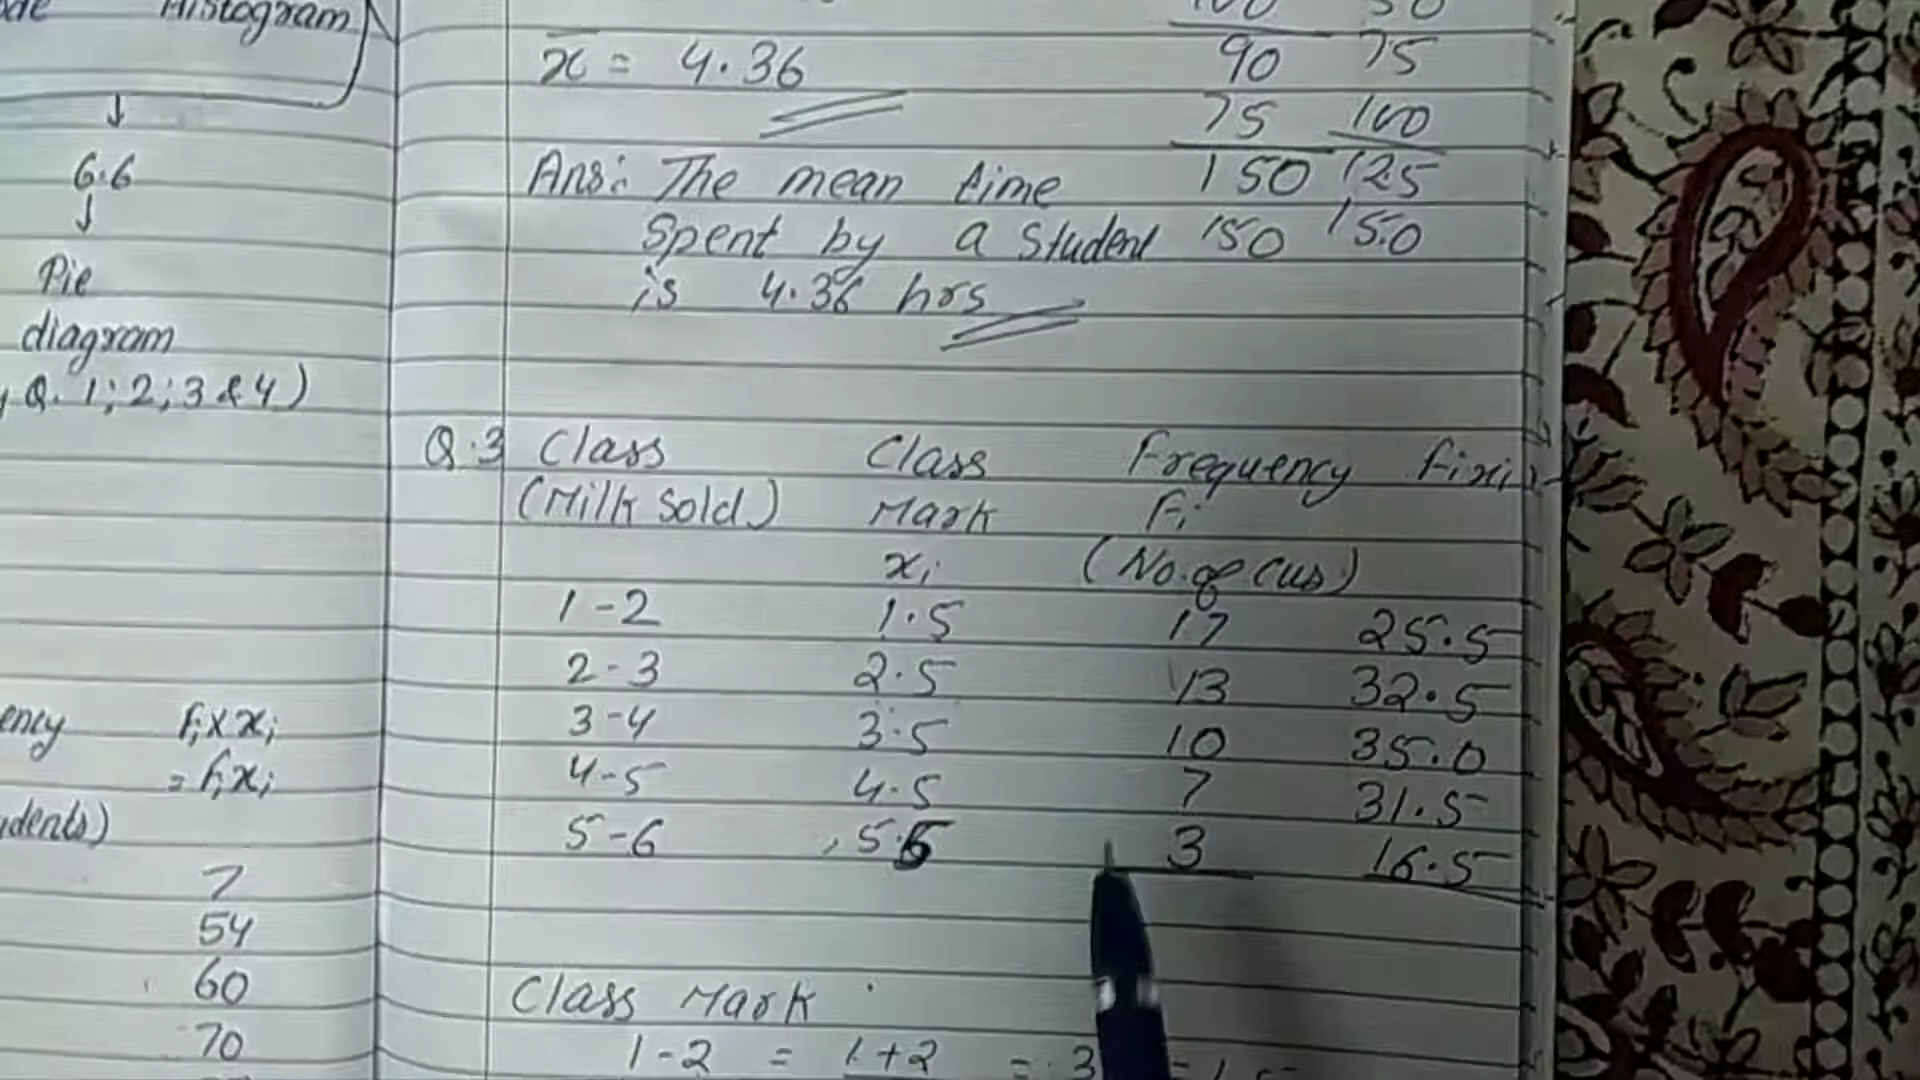 Histogram
6.6
Pie
diagram
Q. 1; 2; 3 & 4)
fi x xi
= fixi
7
54
60
70
x̄ = 4.36
90 75
75 100
150 125
150 150
Ans: The mean time
spent by a student
is 4.36 hrs
Q.3 Class Class Frequency fixi
(Milk Sold) Mark Fi
xi (No. of cus)
1-2 1.5 17 25.5
2-3 2.5 13 32.5
3-4 3.5 10 35.0
4-5 4.5 7 31.5
5-6 5.5 3 16.5
Class Mark
1-2 = 1+2 = 3